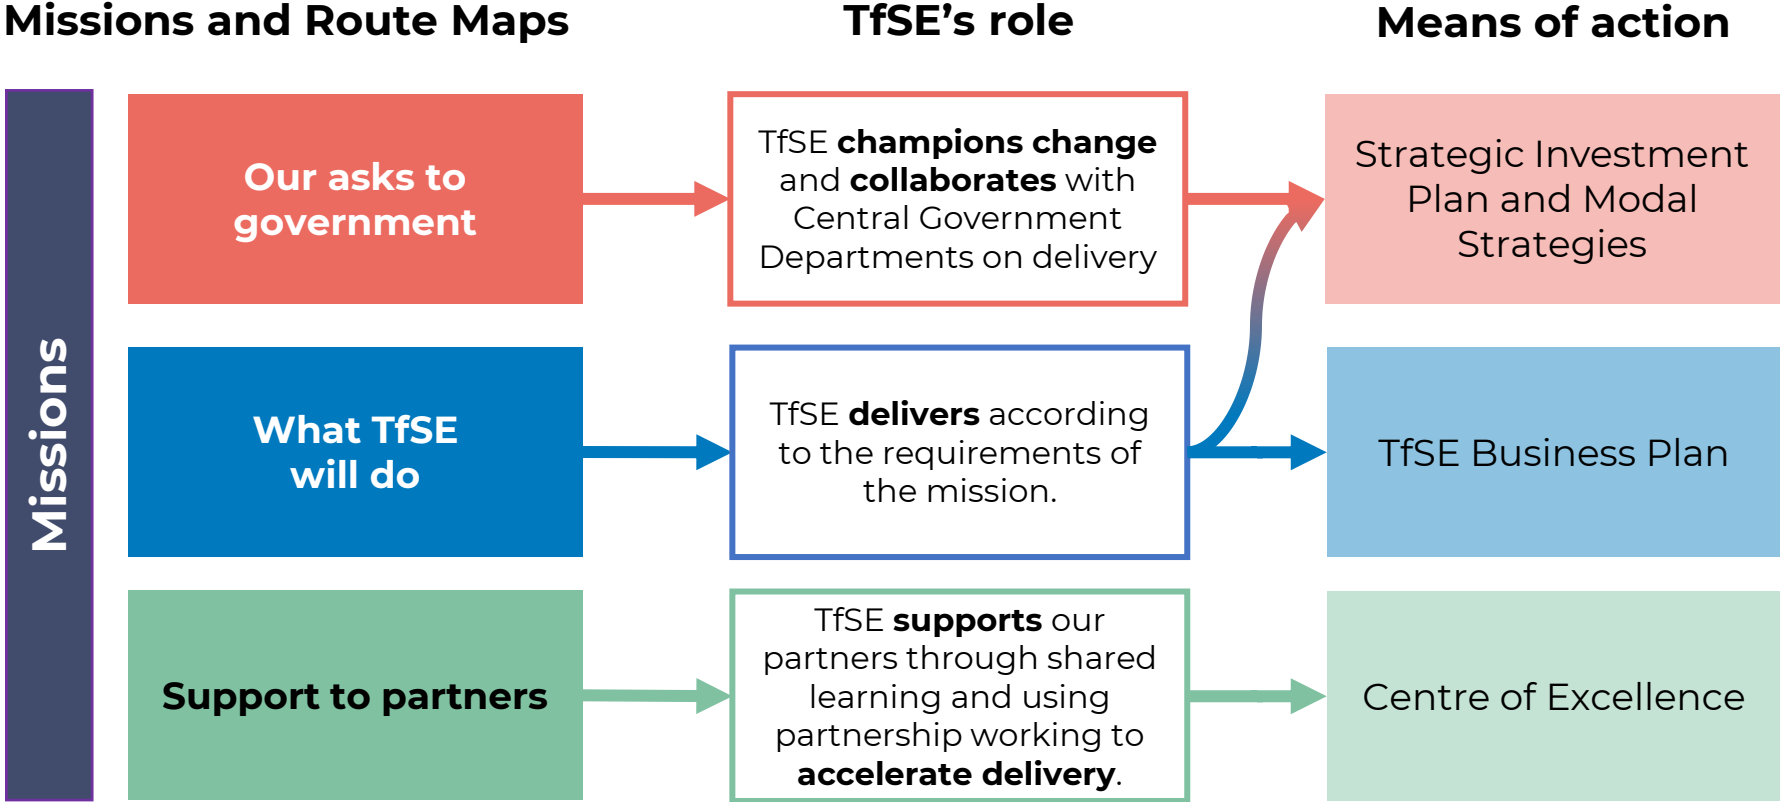 Missions and Route Maps
TfSE’s role
Means of action
Missions
Our asks to
government
TfSE champions change
and collaborates with
Central Government
Departments on delivery
Strategic Investment
Plan and Modal
Strategies
What TfSE
will do
TfSE delivers according
to the requirements of
the mission.
TfSE Business Plan
Support to partners
TfSE supports our
partners through shared
learning and using
partnership working to
accelerate delivery.
Centre of Excellence